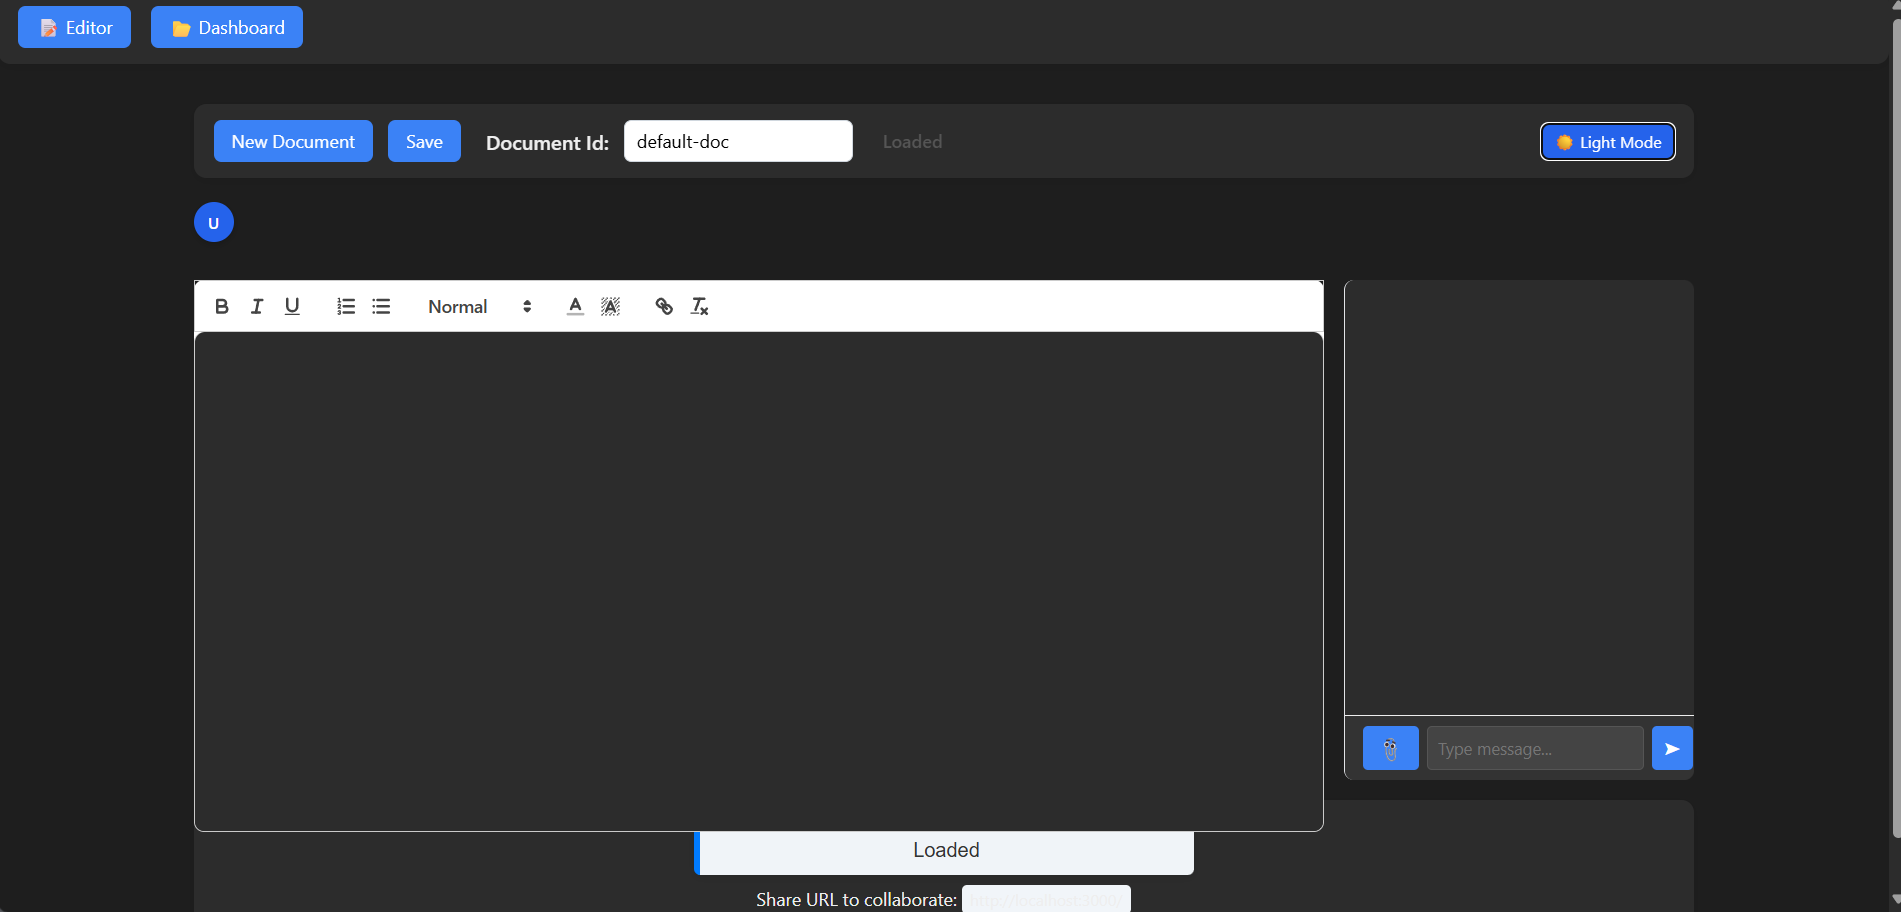 Editor Dashboard
New Document Save Document Id: default-doc Loaded Light Mode
U
B I U Normal A A
Type message...
Loaded
Share URL to collaborate: